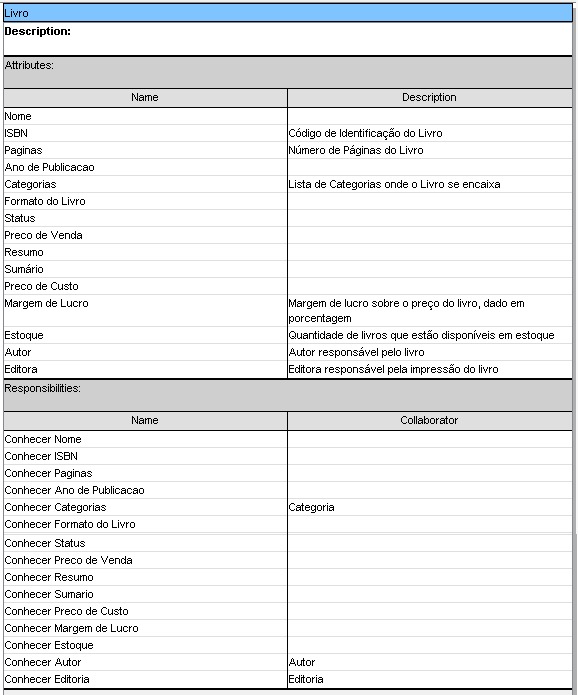 Livro
Description:
Attributes:
Name Description
Nome
ISBN Código de Identificação do Livro
Paginas Número de Páginas do Livro
Ano de Publicacao
Categorias Lista de Categorias onde o Livro se encaixa
Formato do Livro
Status
Preco de Venda
Resumo
Sumário
Preco de Custo
Margem de Lucro Margem de lucro sobre o preço do livro, dado em
porcentagem
Estoque Quantidade de livros que estão disponíveis em estoque
Autor Autor responsável pelo livro
Editora Editora responsável pela impressão do livro
Responsibilities:
Name Collaborator
Conhecer Nome
Conhecer ISBN
Conhecer Paginas
Conhecer Ano de Publicacao
Conhecer Categorias Categoria
Conhecer Formato do Livro
Conhecer Status
Conhecer Preco de Venda
Conhecer Resumo
Conhecer Sumario
Conhecer Preco de Custo
Conhecer Margem de Lucro
Conhecer Estoque
Conhecer Autor Autor
Conhecer Editoria Editoria